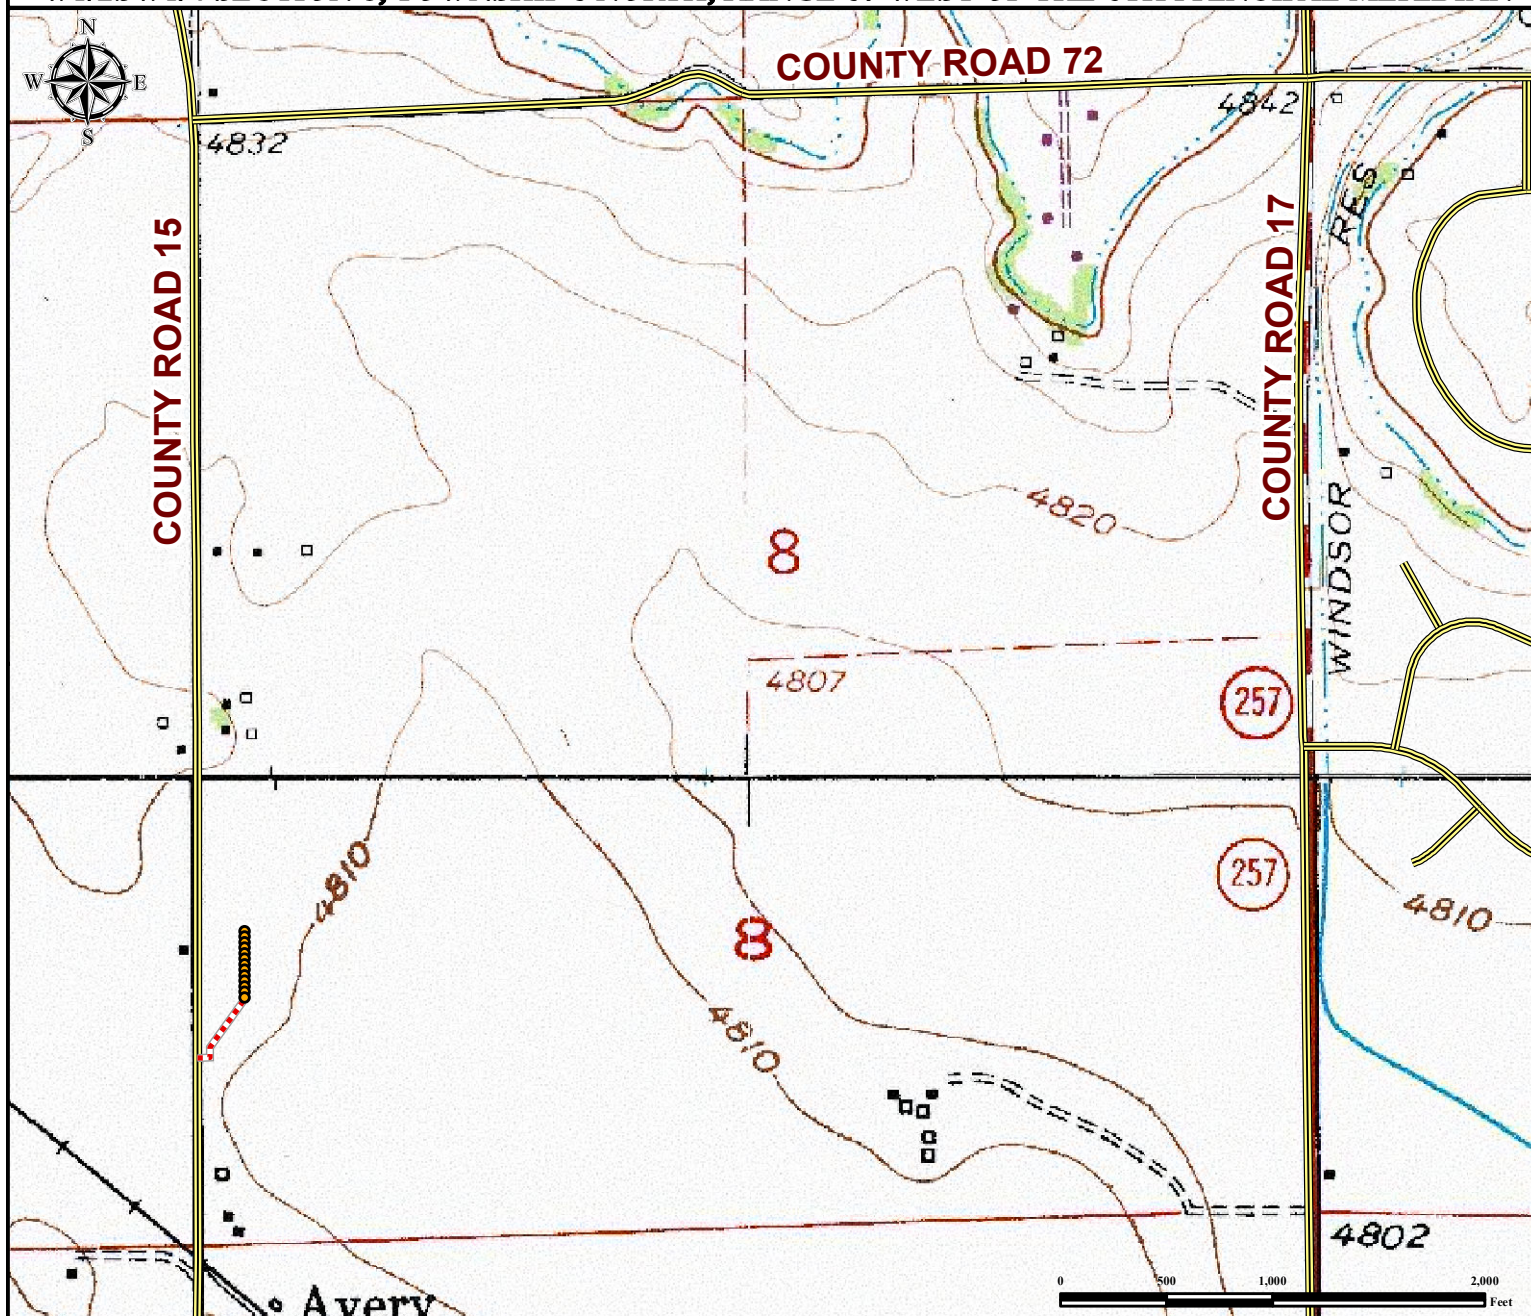 N
W E
S
COUNTY ROAD 72
4832
4842
COUNTY ROAD 15
COUNTY ROAD 17
RES
WINDSOR
4820
8
4807
257
257
4810
4810
8
4810
4802
Avery
0 500 1,000 2,000
Feet